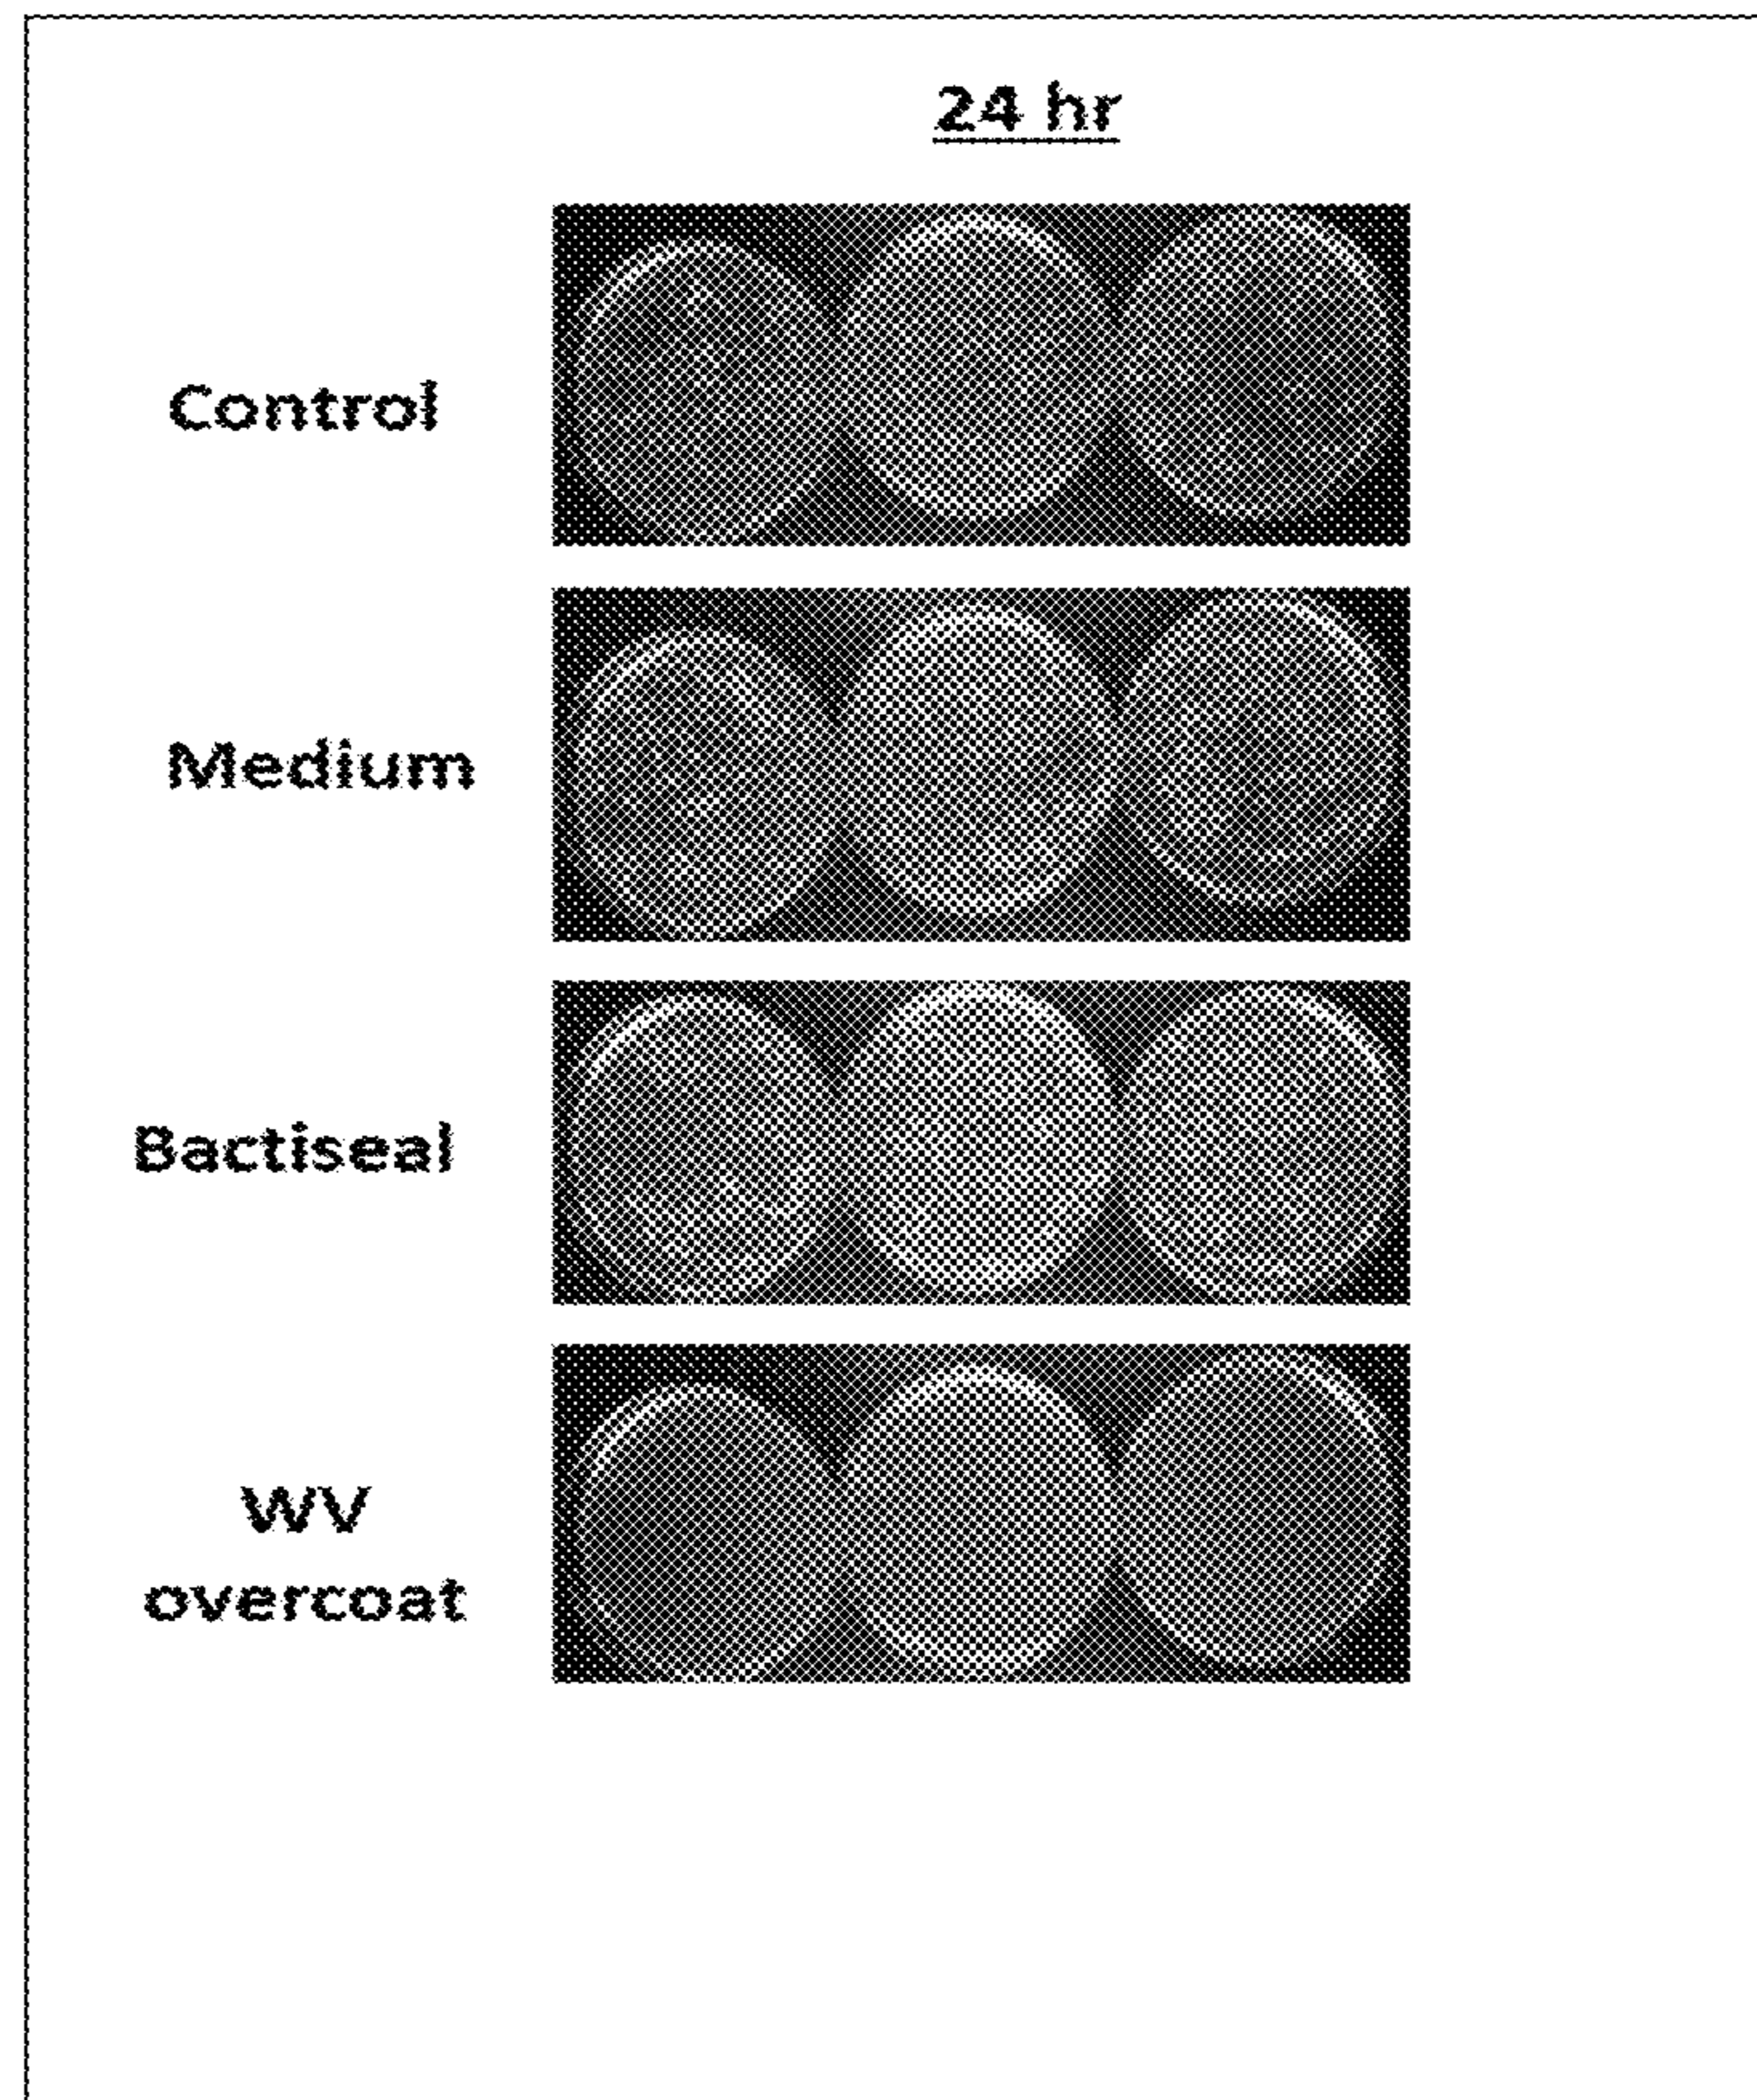 24 hr
Control
Medium
Bactiseal
WV
overcoat